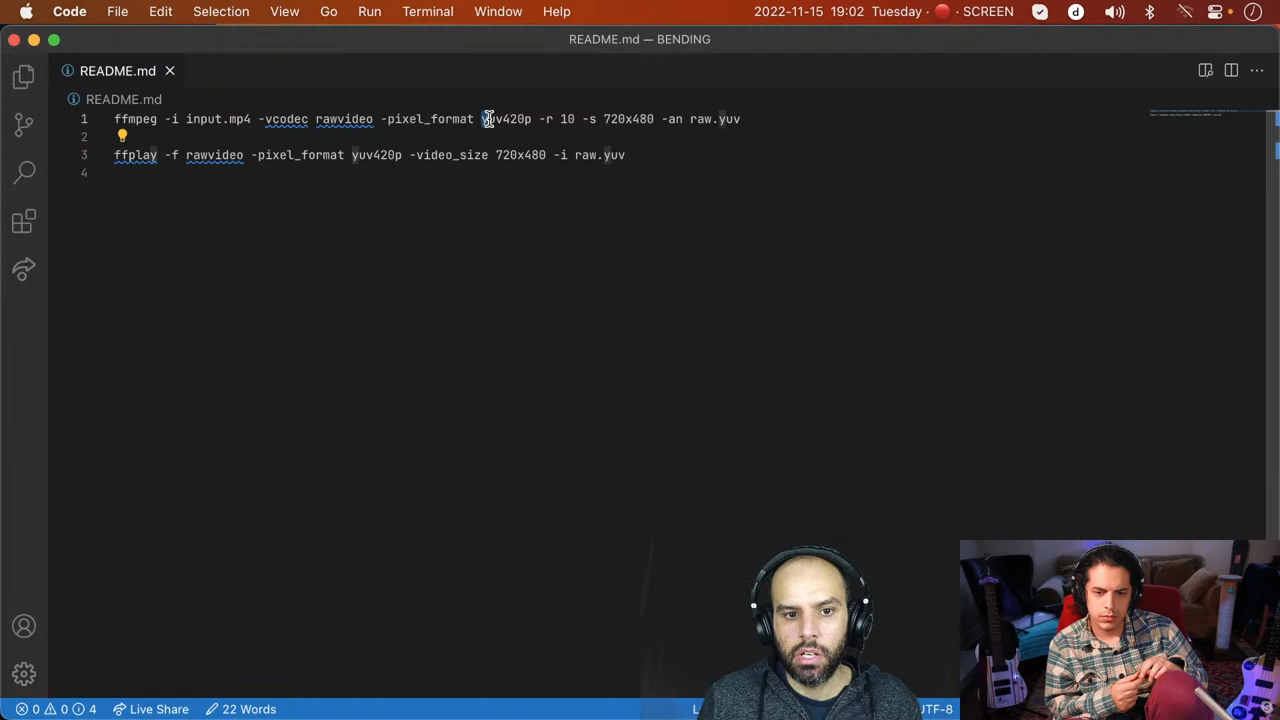 Code File Edit Selection View Go Run Terminal Window Help 2022-11-15 19:02 Tuesday • 🔴 • SCREEN
README.md — BENDING
README.md
README.md
1 ffmpeg -i input.mp4 -vcodec rawvideo -pixel_format yuv420p -r 10 -s 720x480 -an raw.yuv
2
3 ffplay -f rawvideo -pixel_format yuv420p -video_size 720x480 -i raw.yuv
4
0 0 4 Live Share 22 Words L UTF-8